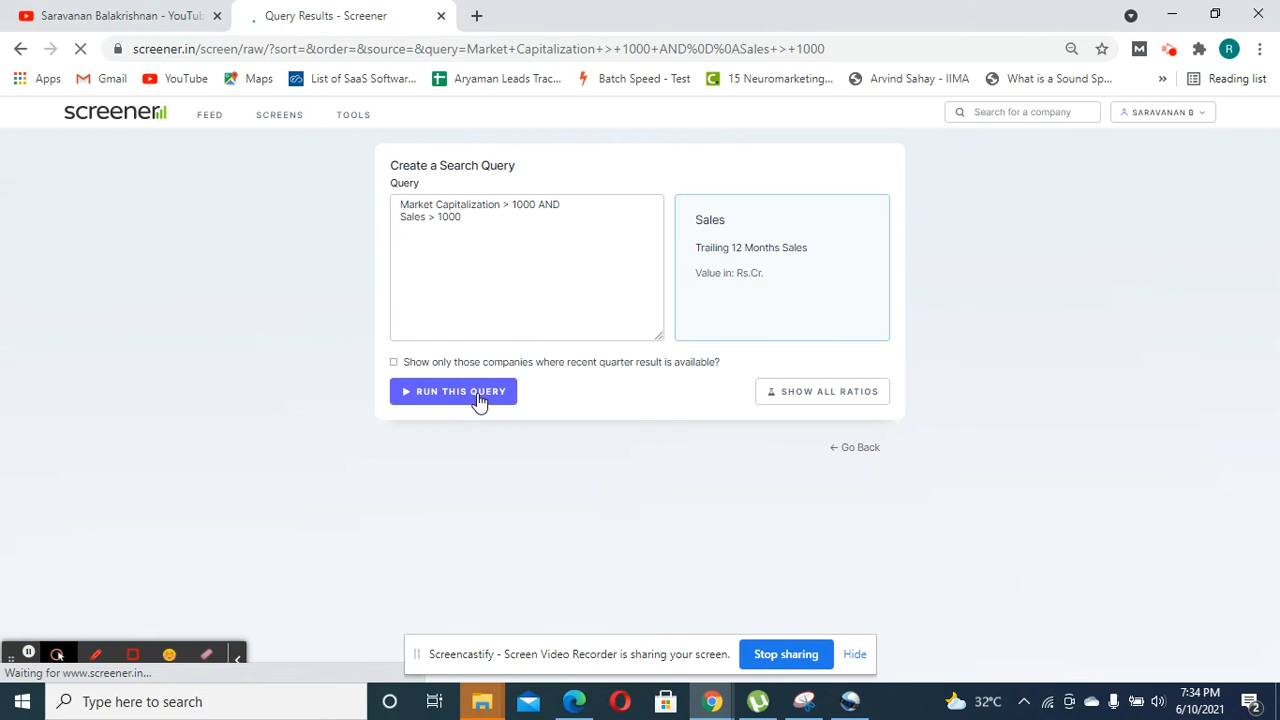 Saravanan Balakrishnan - YouTub
Query Results - Screener
screener.in/screen/raw/?sort=&order=&source=&query=Market+Capitalization+>+1000+AND%0D%0ASales+>+1000
M
R
Apps
Gmail
YouTube
Maps
List of SaaS Softwar...
Aryaman Leads Trac...
Batch Speed - Test
15 Neuromarketing...
Arvind Sahay - IIMA
What is a Sound Sp...
»
Reading list
screener
FEED
SCREENS
TOOLS
Search for a company
SARAVANAN B
Create a Search Query
Query
Market Capitalization > 1000 AND
Sales > 1000
Sales
Trailing 12 Months Sales
Value in: Rs.Cr.
Show only those companies where recent quarter result is available?
RUN THIS QUERY
SHOW ALL RATIOS
← Go Back
Screencastify - Screen Video Recorder is sharing your screen.
Stop sharing
Hide
Waiting for www.screener.in...
Type here to search
32°C
7:34 PM
6/10/2021
2